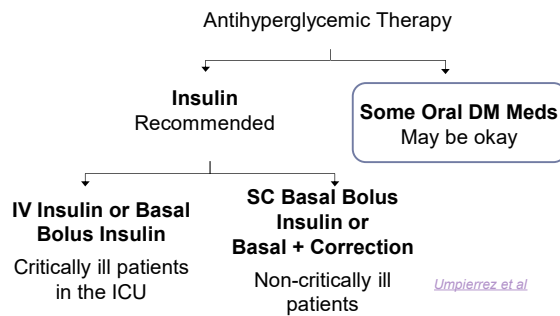 Antihyperglycemic Therapy
Insulin
Recommended
Some Oral DM Meds
May be okay
IV Insulin or Basal
Bolus Insulin
Critically ill patients
in the ICU
SC Basal Bolus
Insulin or
Basal + Correction
Non-critically ill
patients
Umpierrez et al